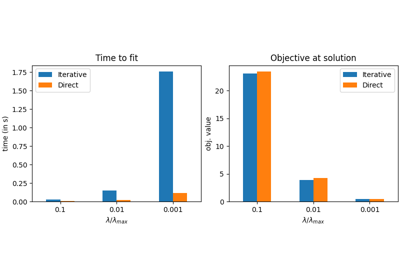 Time to fit
time (in s)
1.75
1.50
1.25
1.00
0.75
0.50
0.25
0.00
Iterative
Direct
0.1 0.01 0.001
λ/λmax
Objective at solution
obj. value
20
15
10
5
0
Iterative
Direct
0.1 0.01 0.001
λ/λmax